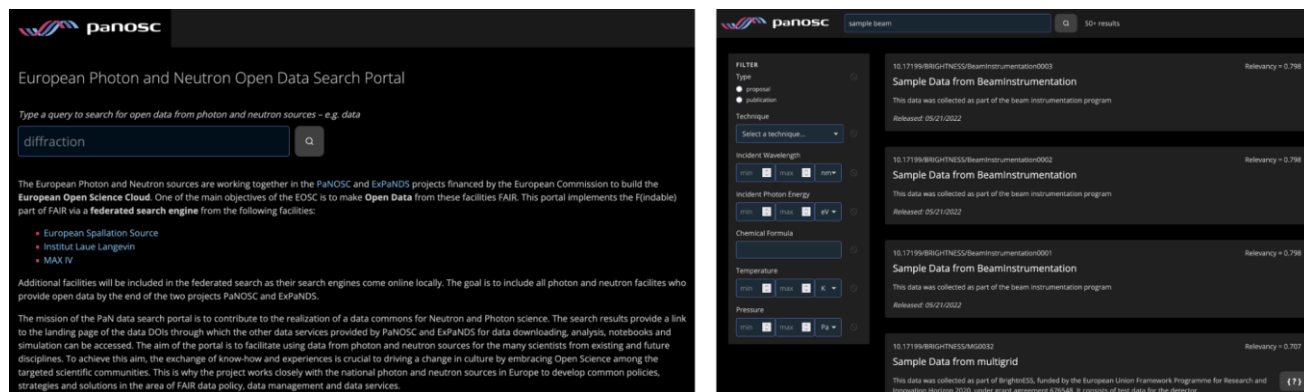 panosc
European Photon and Neutron Open Data Search Portal
Type a query to search for open data from photon and neutron sources – e.g. data
diffraction
The European Photon and Neutron sources are working together in the PaNOSC and ExPaNDS projects financed by the European Commission to build the
European Open Science Cloud. One of the main objectives of the EOSC is to make Open Data from these facilities FAIR. This portal implements the F(indable)
part of FAIR via a federated search engine from the following facilities:
European Spallation Source
Institut Laue Langevin
MAX IV
Additional facilities will be included in the federated search as their search engines come online locally. The goal is to include all photon and neutron facilites who
provide open data by the end of the two projects PaNOSC and ExPaNDS.
The mission of the PaN data search portal is to contribute to the realization of a data commons for Neutron and Photon science. The search results provide a link
to the landing page of the data DOIs through which the other data services provided by PaNOSC and ExPaNDS for data downloading, analysis, notebooks and
simulation can be accessed. The aim of the portal is to facilitate using data from photon and neutron sources for the many scientists from existing and future
disciplines. To achieve this aim, the exchange of know-how and experiences is crucial to driving a change in culture by embracing Open Science among the
targeted scientific communities. This is why the project works closely with the national photon and neutron sources in Europe to develop common policies,
strategies and solutions in the area of FAIR data policy, data management and data services.
panosc
sample beam
50+ results
FILTER
Type
proposal
publication
Technique
Select a technique...
Incident Wavelength
min max nm
Incident Photon Energy
min max eV
Chemical Formula
Temperature
min max K
Pressure
min max Pa
10.17199/BRIGHTNESS/BeamInstrumentation0003 Relevancy = 0.798
Sample Data from BeamInstrumentation
This data was collected as part of the beam instrumentation program
Released: 05/21/2022
10.17199/BRIGHTNESS/BeamInstrumentation0002 Relevancy = 0.798
Sample Data from BeamInstrumentation
This data was collected as part of the beam instrumentation program
Released: 05/21/2022
10.17199/BRIGHTNESS/BeamInstrumentation0001 Relevancy = 0.798
Sample Data from BeamInstrumentation
This data was collected as part of the beam instrumentation program
Released: 05/21/2022
10.17199/BRIGHTNESS/MG0032 Relevancy = 0.707
Sample Data from multigrid
This data was collected as part of BrightnESS, funded by the European Union Framework Programme for Research and
Innovation Horizon 2020, under grant agreement 676548. It consists of test data for the detector
{?}